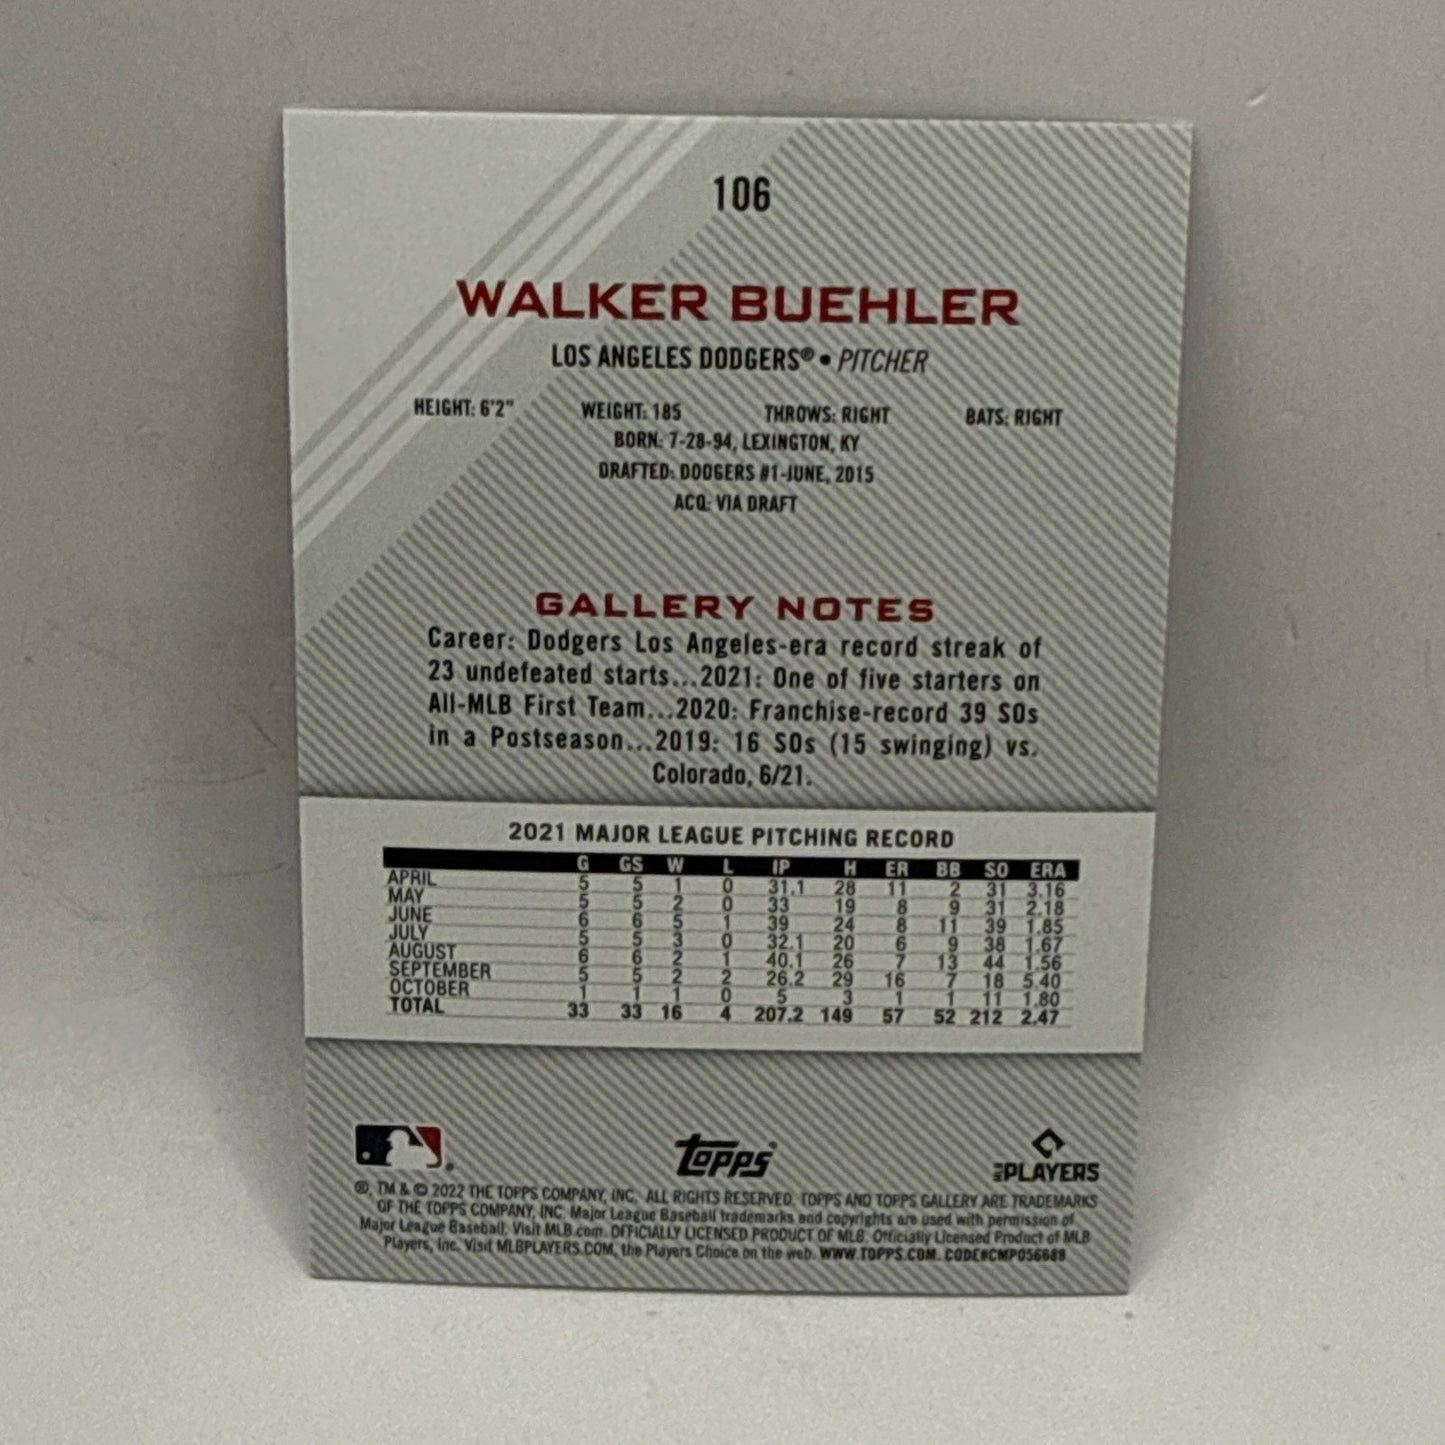 106
WALKER BUEHLER
LOS ANGELES DODGERS® • PITCHER
HEIGHT: 6'2" WEIGHT: 185 THROWS: RIGHT BATS: RIGHT
BORN: 7-28-94, LEXINGTON, KY
DRAFTED: DODGERS #1-JUNE, 2015
ACQ: VIA DRAFT
GALLERY NOTES
Career: Dodgers Los Angeles-era record streak of
23 undefeated starts...2021: One of five starters on
All-MLB First Team...2020: Franchise-record 39 SOs
in a Postseason...2019: 16 SOs (15 swinging) vs.
Colorado, 6/21.
2021 MAJOR LEAGUE PITCHING RECORD
G GS W L IP H ER BB SO ERA
APRIL 5 5 1 0 31.1 28 11 2 31 3.16
MAY 5 5 2 0 33 19 8 9 31 2.18
JUNE 6 6 5 1 39 24 8 11 39 1.85
JULY 5 5 3 0 32.1 20 6 9 38 1.67
AUGUST 6 6 2 1 40.1 26 7 13 44 1.56
SEPTEMBER 5 5 2 2 26.2 29 16 7 18 5.40
OCTOBER 1 1 1 0 5 3 1 1 11 1.80
TOTAL 33 33 16 4 207.2 149 57 52 212 2.47
topps
MLB PLAYERS
®, TM & © 2022 THE TOPPS COMPANY, INC. ALL RIGHTS RESERVED. TOPPS AND TOPPS GALLERY ARE TRADEMARKS
OF THE TOPPS COMPANY, INC. Major League Baseball trademarks and copyrights are used with permission of
Major League Baseball. Visit MLB.com. OFFICIALLY LICENSED PRODUCT OF MLB. Officially Licensed Product of MLB
Players, Inc. Visit MLBPLAYERS.COM, the Players Choice on the web. WWW.TOPPS.COM. CODE#CMP056688